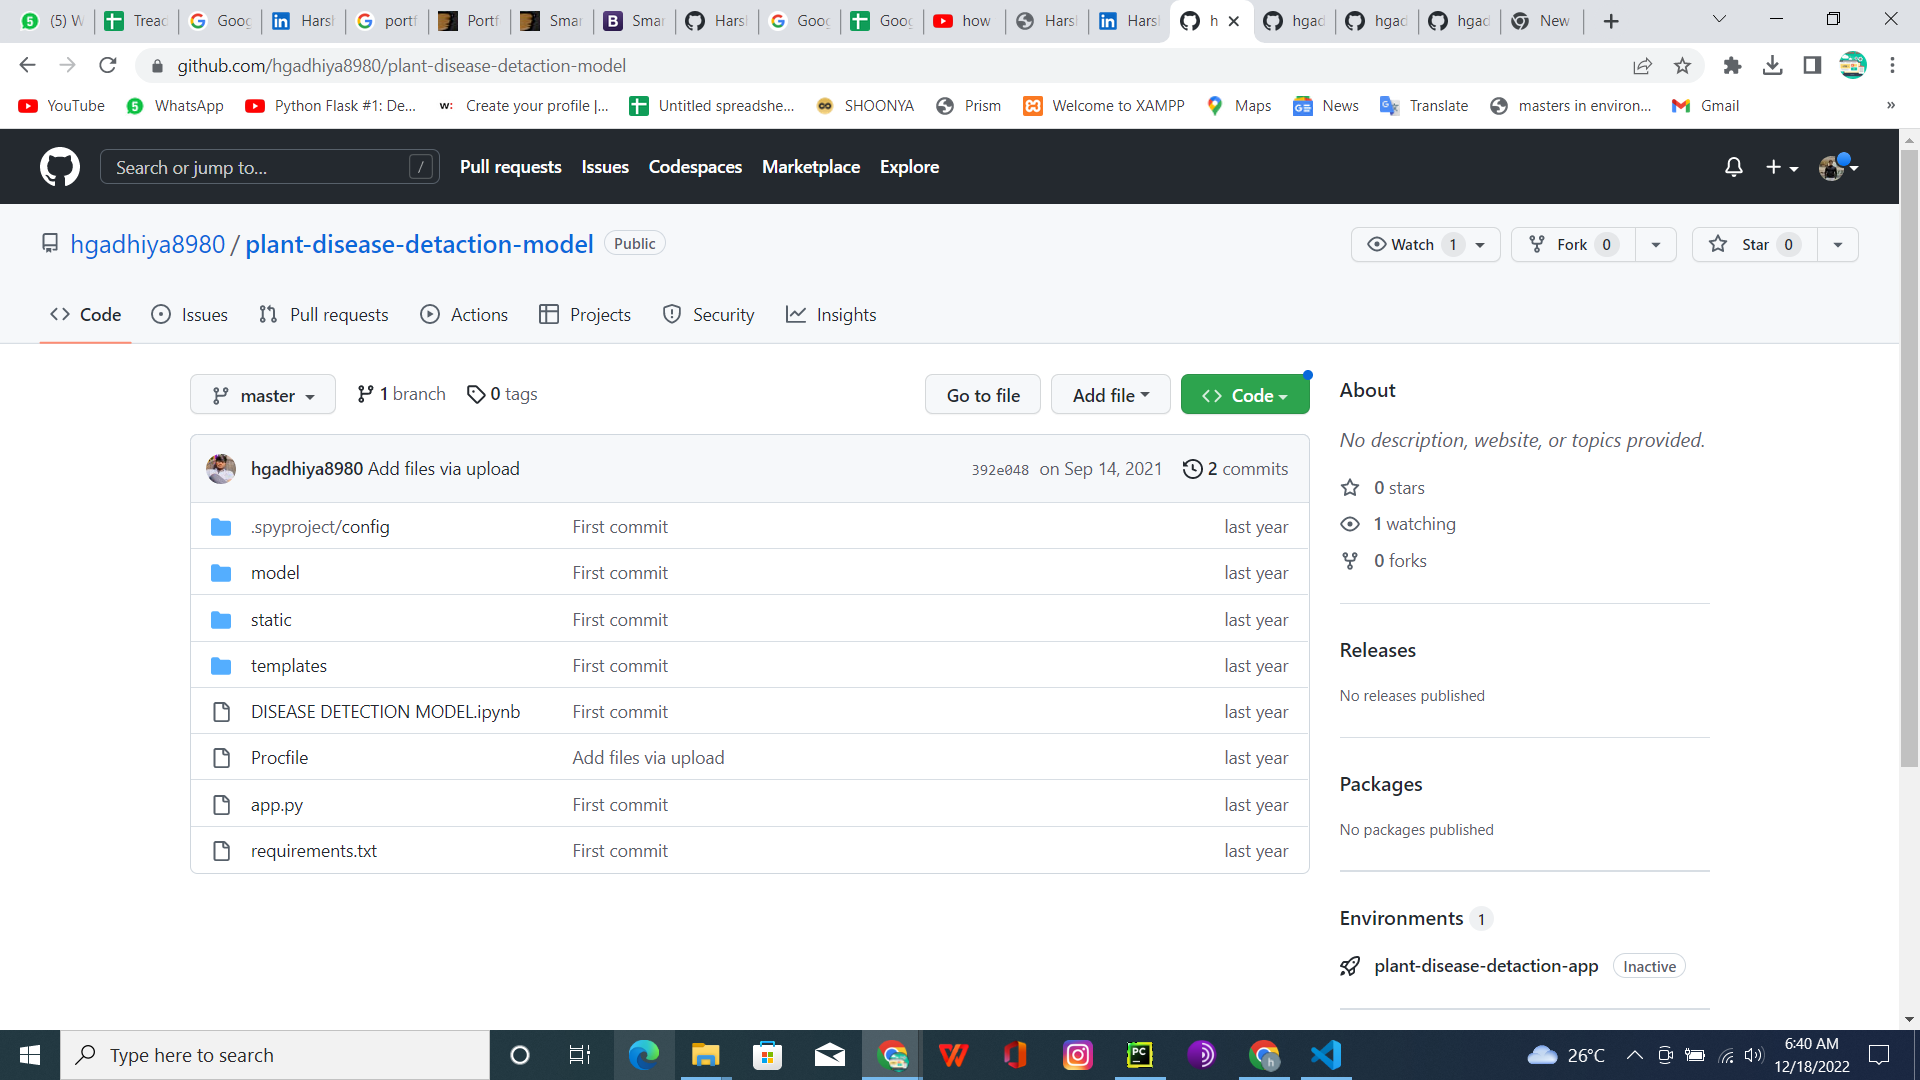 (5) W
Treac
Goog
Harsh
portf
Portf
Smar
Smar
Harsh
Goog
Goog
how
Harsh
Harsh
h
hgad
hgad
hgad
New
github.com/hgadhiya8980/plant-disease-detaction-model
YouTube WhatsApp Python Flask #1: De... Create your profile |... Untitled spreadshe... SHOONYA Prism Welcome to XAMPP Maps News Translate masters in environ... Gmail »
Search or jump to... / Pull requests Issues Codespaces Marketplace Explore
hgadhiya8980 / plant-disease-detaction-model Public Watch 1 Fork 0 Star 0
Code Issues Pull requests Actions Projects Security Insights
master 1 branch 0 tags Go to file Add file Code
hgadhiya8980 Add files via upload 392e048 on Sep 14, 2021 2 commits
.spyproject/config First commit last year
model First commit last year
static First commit last year
templates First commit last year
DISEASE DETECTION MODEL.ipynb First commit last year
Procfile Add files via upload last year
app.py First commit last year
requirements.txt First commit last year
About
No description, website, or topics provided.
0 stars
1 watching
0 forks
Releases
No releases published
Packages
No packages published
Environments 1
plant-disease-detaction-app Inactive
Type here to search
26°C
6:40 AM
12/18/2022